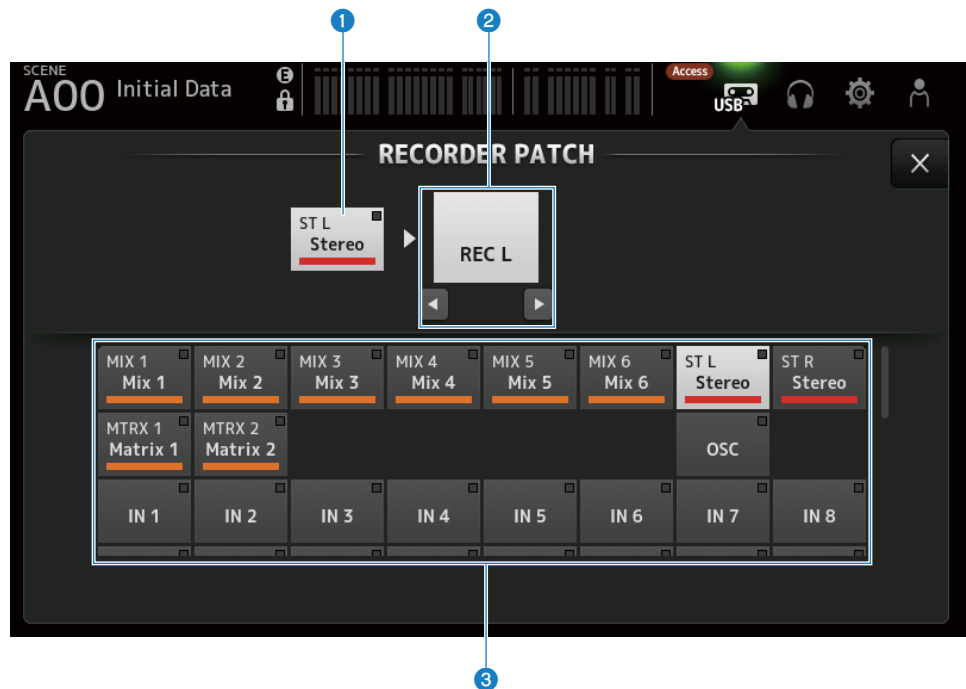 1 2
SCENE
A00 Initial Data
E
Access
USB
RECORDER PATCH
ST L
Stereo
REC L
MIX 1 MIX 2 MIX 3 MIX 4 MIX 5 MIX 6 ST L ST R
Mix 1 Mix 2 Mix 3 Mix 4 Mix 5 Mix 6 Stereo Stereo
MTRX 1 MTRX 2
Matrix 1 Matrix 2 OSC
IN 1 IN 2 IN 3 IN 4 IN 5 IN 6 IN 7 IN 8
3